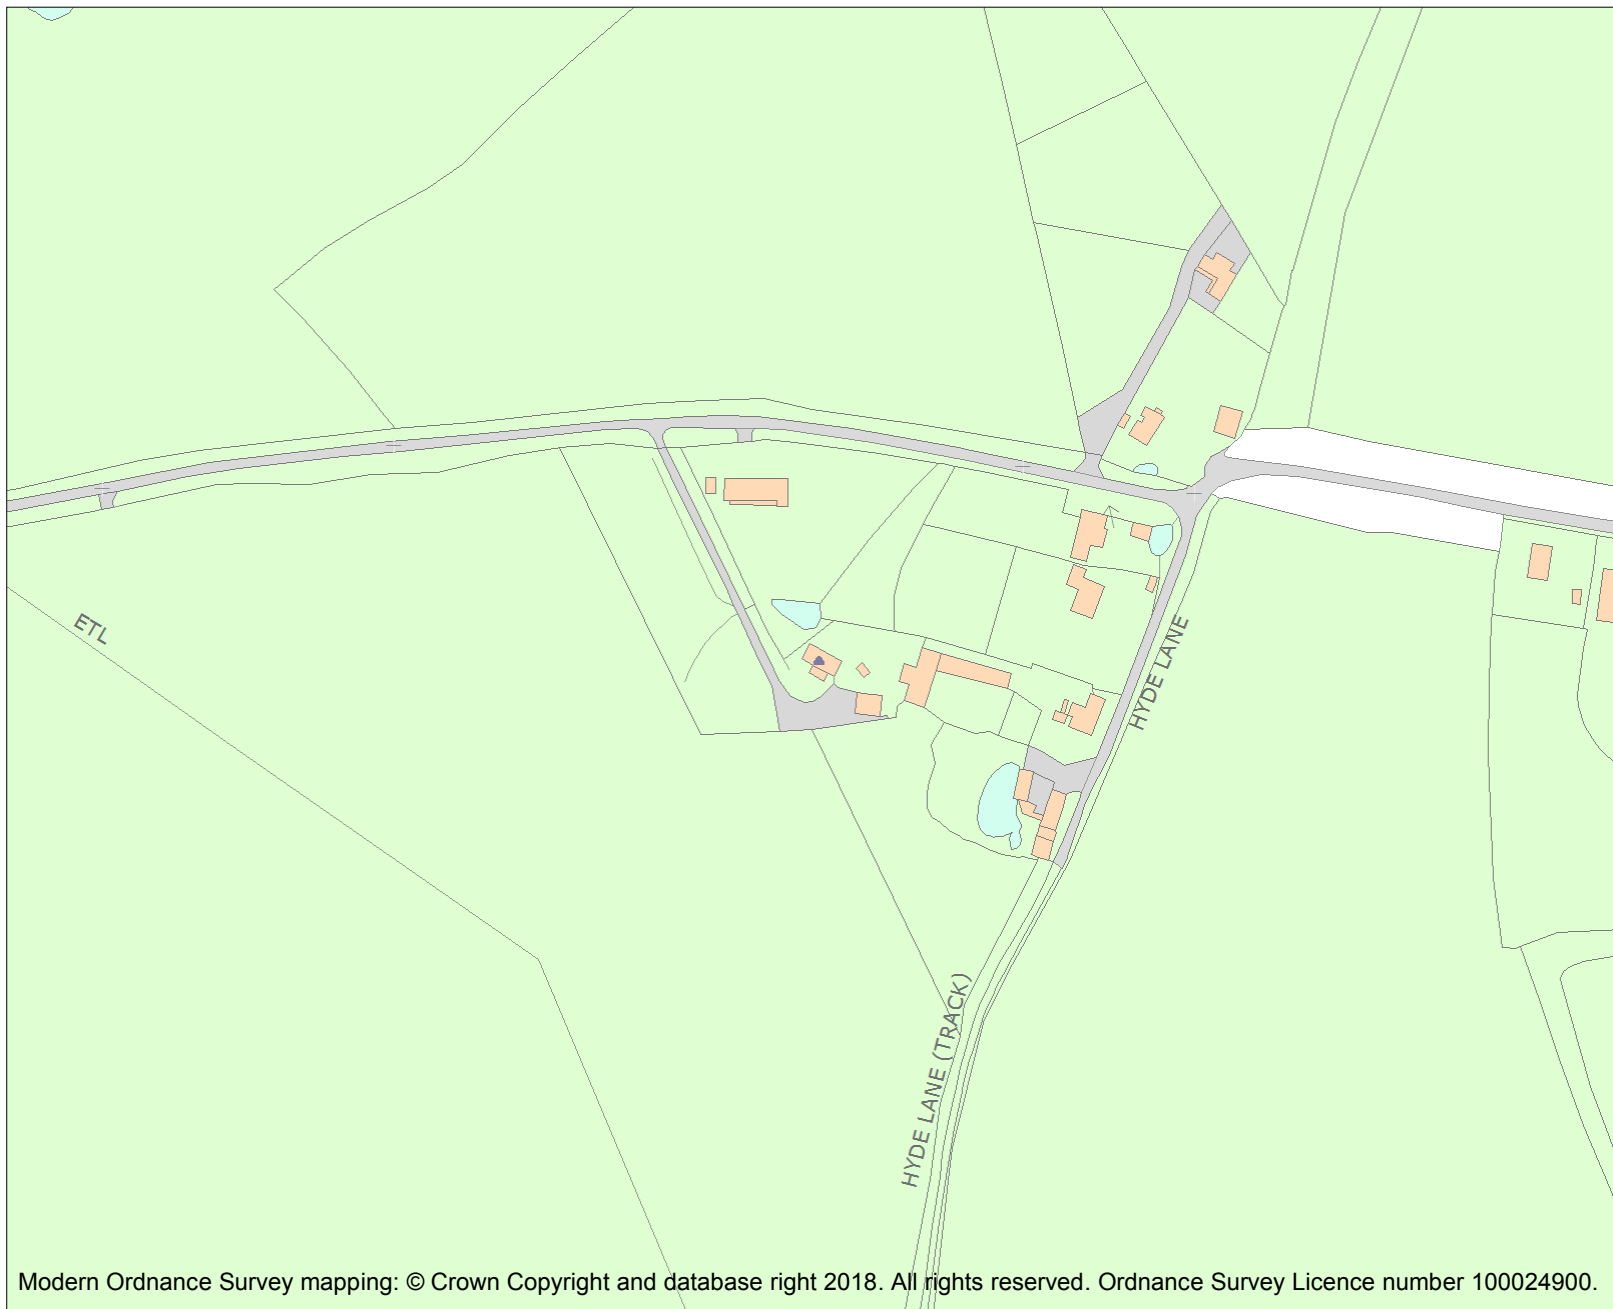 ETL
HYDE LANE
HYDE LANE (TRACK)
Modern Ordnance Survey mapping: © Crown Copyright and database right 2018. All rights reserved. Ordnance Survey Licence number 100024900.